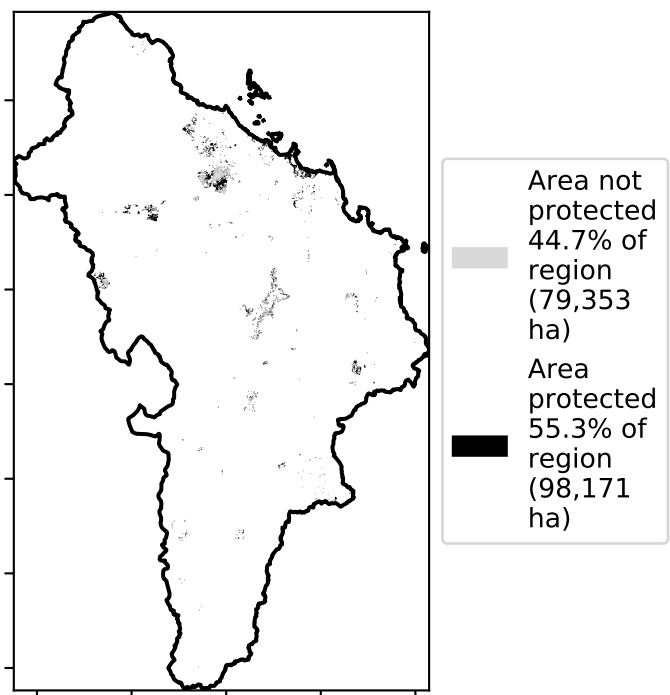 Area not
protected
44.7% of
region
(79,353
ha)
Area
protected
55.3% of
region
(98,171
ha)